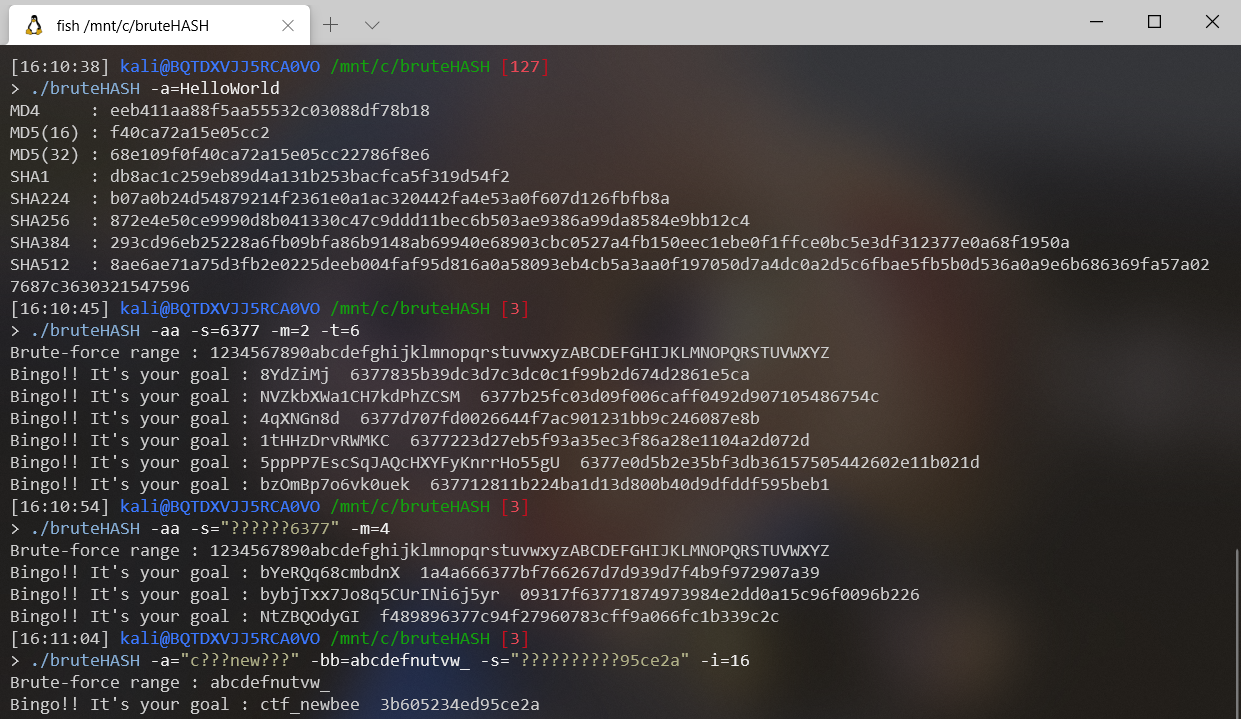 fish /mnt/c/bruteHASH
[16:10:38] kali@BQTDXVJJ5RCA0VO /mnt/c/bruteHASH [127]
> ./bruteHASH -a=HelloWorld
MD4     : eeb411aa88f5aa55532c03088df78b18
MD5(16) : f40ca72a15e05cc2
MD5(32) : 68e109f0f40ca72a15e05cc22786f8e6
SHA1    : db8ac1c259eb89d4a131b253bacfca5f319d54f2
SHA224  : b07a0b24d54879214f2361e0a1ac320442fa4e53a0f607d126fbfb8a
SHA256  : 872e4e50ce9990d8b041330c47c9ddd11bec6b503ae9386a99da8584e9bb12c4
SHA384  : 293cd96eb25228a6fb09bfa86b9148ab69940e68903cbc0527a4fb150eec1ebe0f1ffce0bc5e3df312377e0a68f1950a
SHA512  : 8ae6ae71a75d3fb2e0225deeb004faf95d816a0a58093eb4cb5a3aa0f197050d7a4dc0a2d5c6fbae5fb5b0d536a0a9e6b686369fa57a02
7687c3630321547596
[16:10:45] kali@BQTDXVJJ5RCA0VO /mnt/c/bruteHASH [3]
> ./bruteHASH -aa -s=6377 -m=2 -t=6
Brute-force range : 1234567890abcdefghijklmnopqrstuvwxyzABCDEFGHIJKLMNOPQRSTUVWXYZ
Bingo!! It's your goal : 8YdZiMj  6377835b39dc3d7c3dc0c1f99b2d674d2861e5ca
Bingo!! It's your goal : NVZkbXWa1CH7kdPhZCSM  6377b25fc03d09f006caff0492d907105486754c
Bingo!! It's your goal : 4qXNGn8d  6377d707fd0026644f7ac901231bb9c246087e8b
Bingo!! It's your goal : 1tHHzDrvRWMKC  6377223d27eb5f93a35ec3f86a28e1104a2d072d
Bingo!! It's your goal : 5ppPP7EscSqJAQcHXYFyKnrrHo55gU  6377e0d5b2e35bf3db36157505442602e11b021d
Bingo!! It's your goal : bzOmBp7o6vk0uek  637712811b224ba1d13d800b40d9dfddf595beb1
[16:10:54] kali@BQTDXVJJ5RCA0VO /mnt/c/bruteHASH [3]
> ./bruteHASH -aa -s="??????6377" -m=4
Brute-force range : 1234567890abcdefghijklmnopqrstuvwxyzABCDEFGHIJKLMNOPQRSTUVWXYZ
Bingo!! It's your goal : bYeRQq68cmbdnX  1a4a666377bf766267d7d939d7f4b9f972907a39
Bingo!! It's your goal : bybjTxx7Jo8q5CUrINi6j5yr  09317f63771874973984e2dd0a15c96f0096b226
Bingo!! It's your goal : NtZBQOdyGI  f489896377c94f27960783cff9a066fc1b339c2c
[16:11:04] kali@BQTDXVJJ5RCA0VO /mnt/c/bruteHASH [3]
> ./bruteHASH -a="c???new???" -bb=abcdefnutvw_ -s="??????????95ce2a" -i=16
Brute-force range : abcdefnutvw_
Bingo!! It's your goal : ctf_newbee  3b605234ed95ce2a